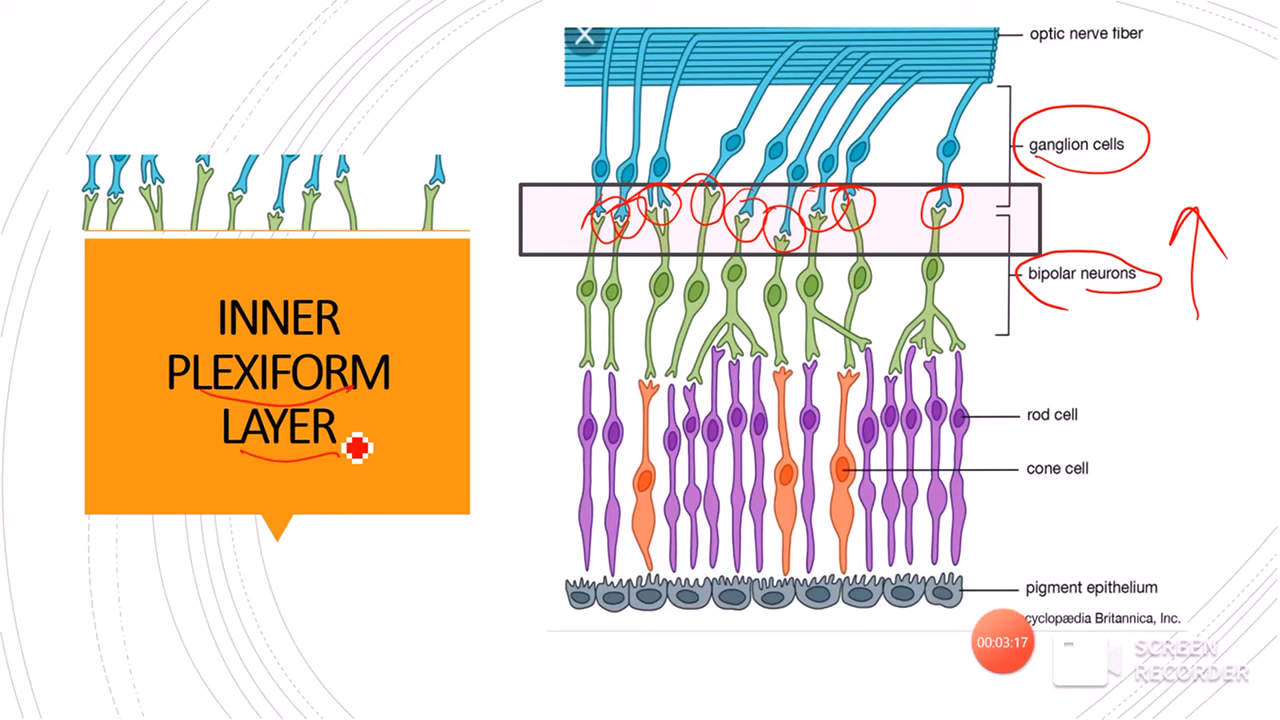 INNER
PLEXIFORM
LAYER
optic nerve fiber
ganglion cells
bipolar neurons
rod cell
cone cell
pigment epithelium
cyclopædia Britannica, Inc.
00:03:17
SCREEN
RECORDER